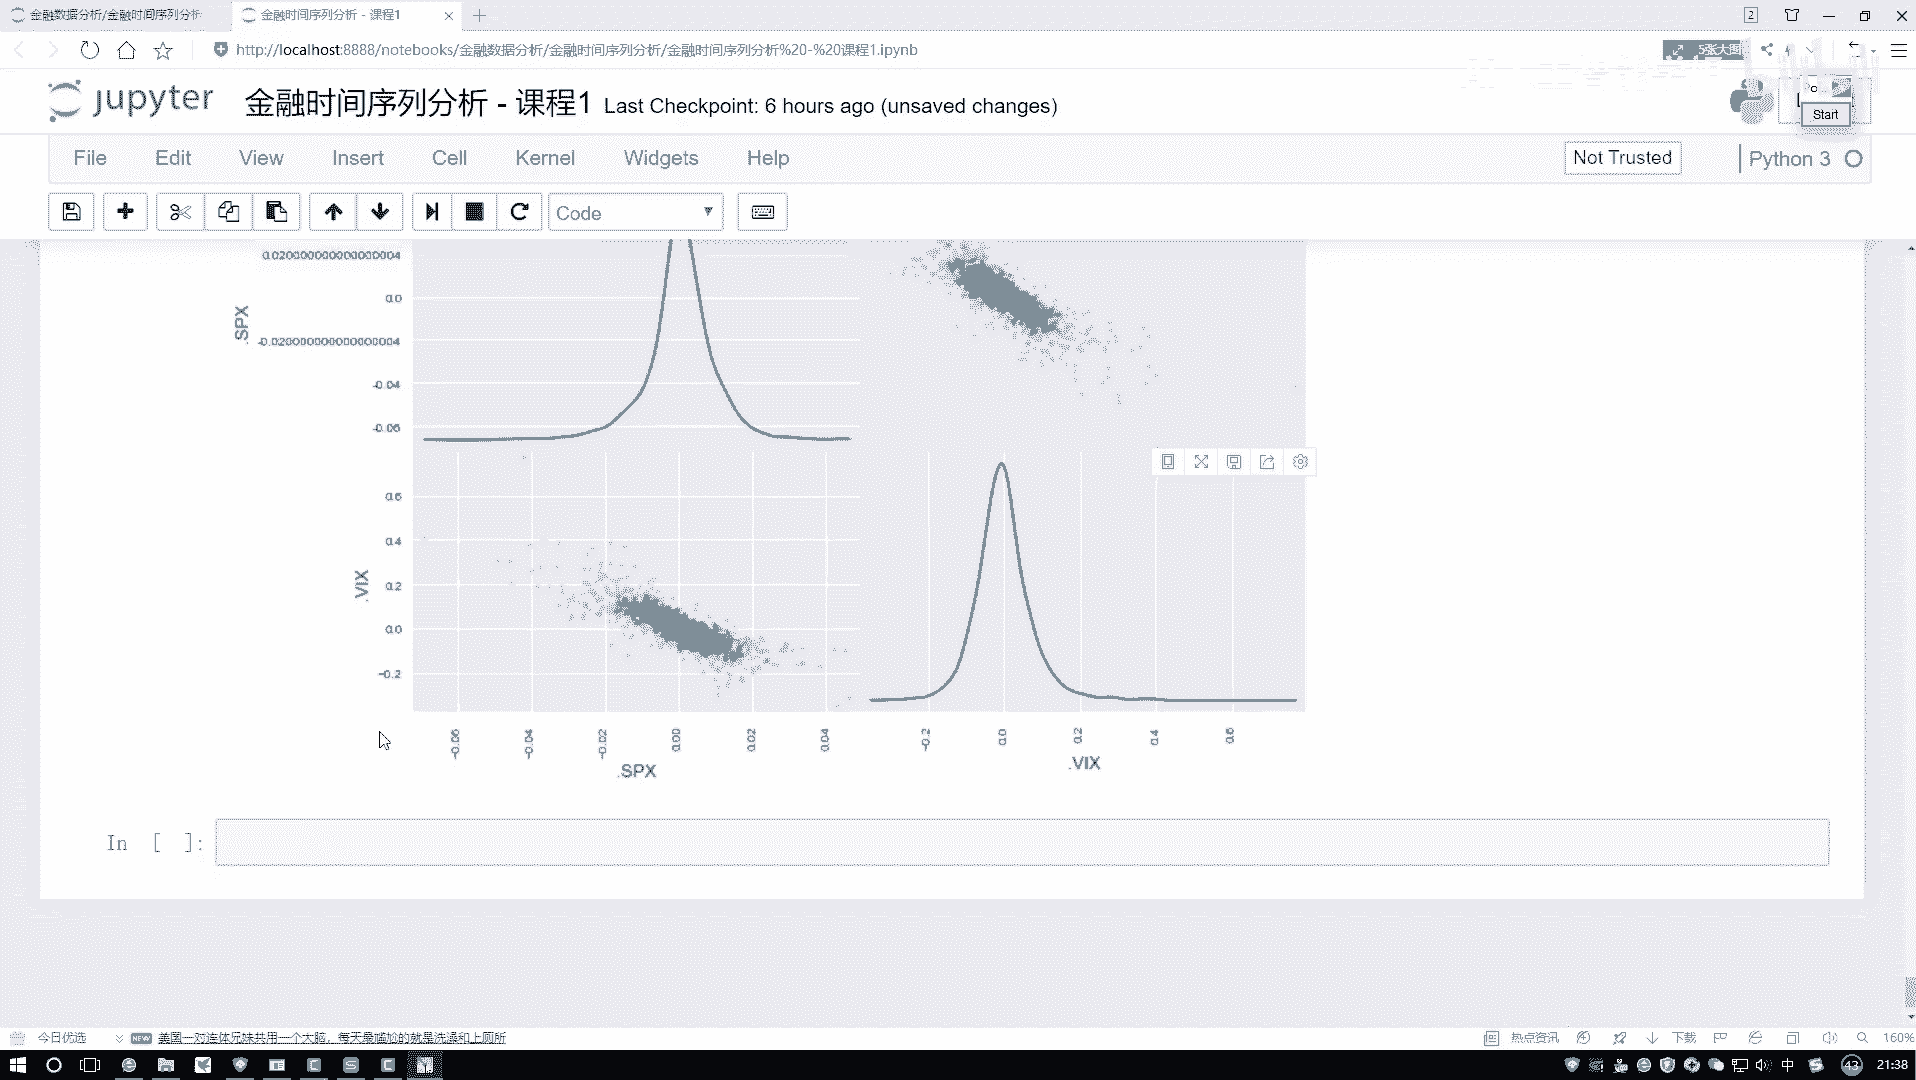 金融数据分析/金融时间序列分析
金融时间序列分析 - 课程1
2
http://localhost:8888/notebooks/金融数据分析/金融时间序列分析/金融时间序列分析%20-%20课程1.ipynb
5张大图
jupyter 金融时间序列分析 - 课程1 Last Checkpoint: 6 hours ago (unsaved changes)
Start
File Edit View Insert Cell Kernel Widgets Help
Not Trusted
Python 3
Code
0.020000000000000004
0.0
.SPX
-0.020000000000000004
-0.04
-0.06
0.6
0.4
.VIX
0.2
0.0
-0.2
-0.06 -0.04 -0.02 0.00 0.02 0.04 -0.2 0.0 0.2 0.4 0.6
.SPX .VIX
In [ ]:
今日优选 NEW 美国一对连体兄妹共用一个大脑，每天最尴尬的就是洗澡和上厕所
热点资讯 下载 160%
中 43 21:38